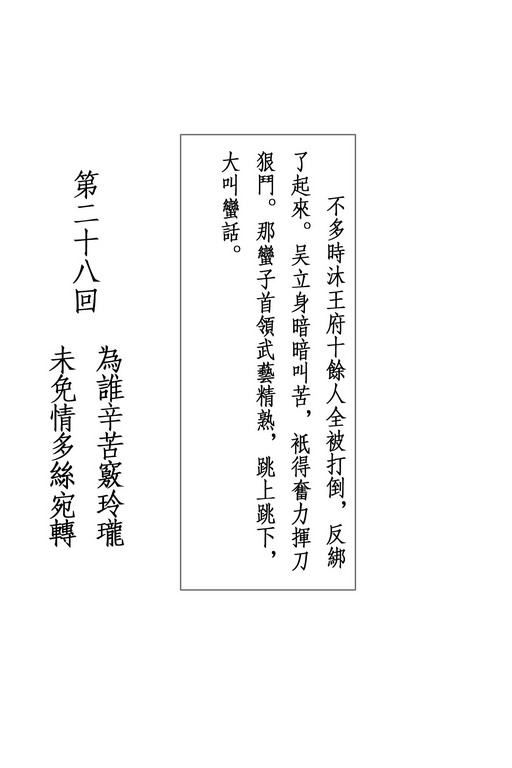 不多時沐王府十餘人全被打倒，反綁
了起來。吴立身暗暗叫苦，衹得奮力揮刀
狠鬥。那蠻子首領武藝精熟，跳上跳下，
大叫蠻話。
第二十八回
為誰辛苦竅玲瓏
未免情多絲宛轉